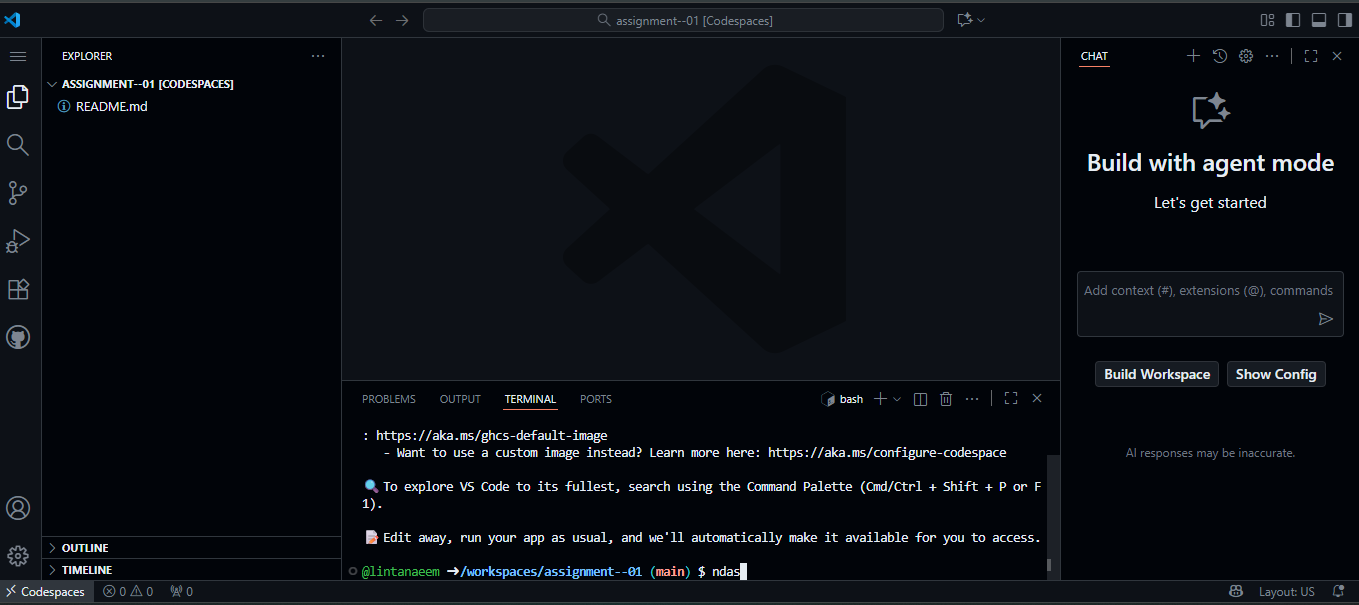 assignment--01 [Codespaces]
EXPLORER
ASSIGNMENT--01 [CODESPACES]
README.md
OUTLINE
TIMELINE
PROBLEMS OUTPUT TERMINAL PORTS
bash
: https://aka.ms/ghcs-default-image
- Want to use a custom image instead? Learn more here: https://aka.ms/configure-codespace
🔍 To explore VS Code to its fullest, search using the Command Palette (Cmd/Ctrl + Shift + P or F
1).
📝 Edit away, run your app as usual, and we'll automatically make it available for you to access.
@lintanaeem ➜/workspaces/assignment--01 (main) $ ndas
CHAT
Build with agent mode
Let's get started
Add context (#), extensions (@), commands
Build Workspace Show Config
AI responses may be inaccurate.
Codespaces 0 0 0 Layout: US